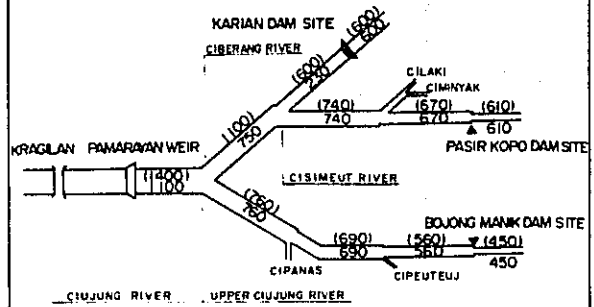 KARIAN DAM SITE
(600)
600
CIBERANG RIVER
(600)
230
CILAKI
CIMINYAK
(1100)
750
(740)
740
(670)
670
(610)
610
KRAGILAN
PAMARAYAN WEIR
PASIR KOPO DAM SITE
(1400)
1100
CISIMEUT RIVER
(760)
760
BOJONG MANIK DAM SITE
(690)
690
(560)
560
(450)
450
CIPANAS
CIPEUTEUJ
CIUJUNG RIVER
UPPER CIUJUNG RIVER